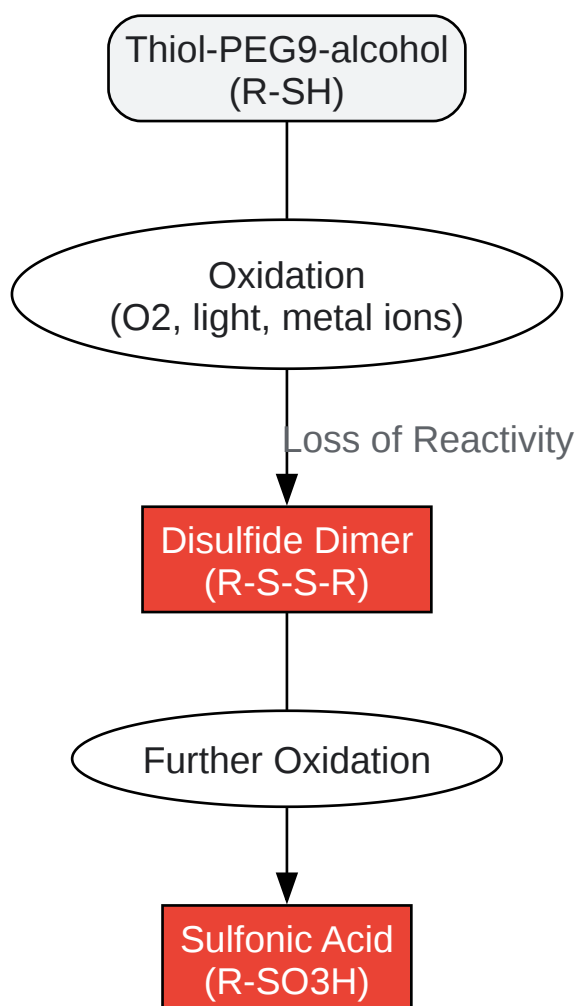 Thiol-PEG9-alcohol
(R-SH)
Oxidation
(O2, light, metal ions)
Loss of Reactivity
Disulfide Dimer
(R-S-S-R)
Further Oxidation
Sulfonic Acid
(R-SO3H)